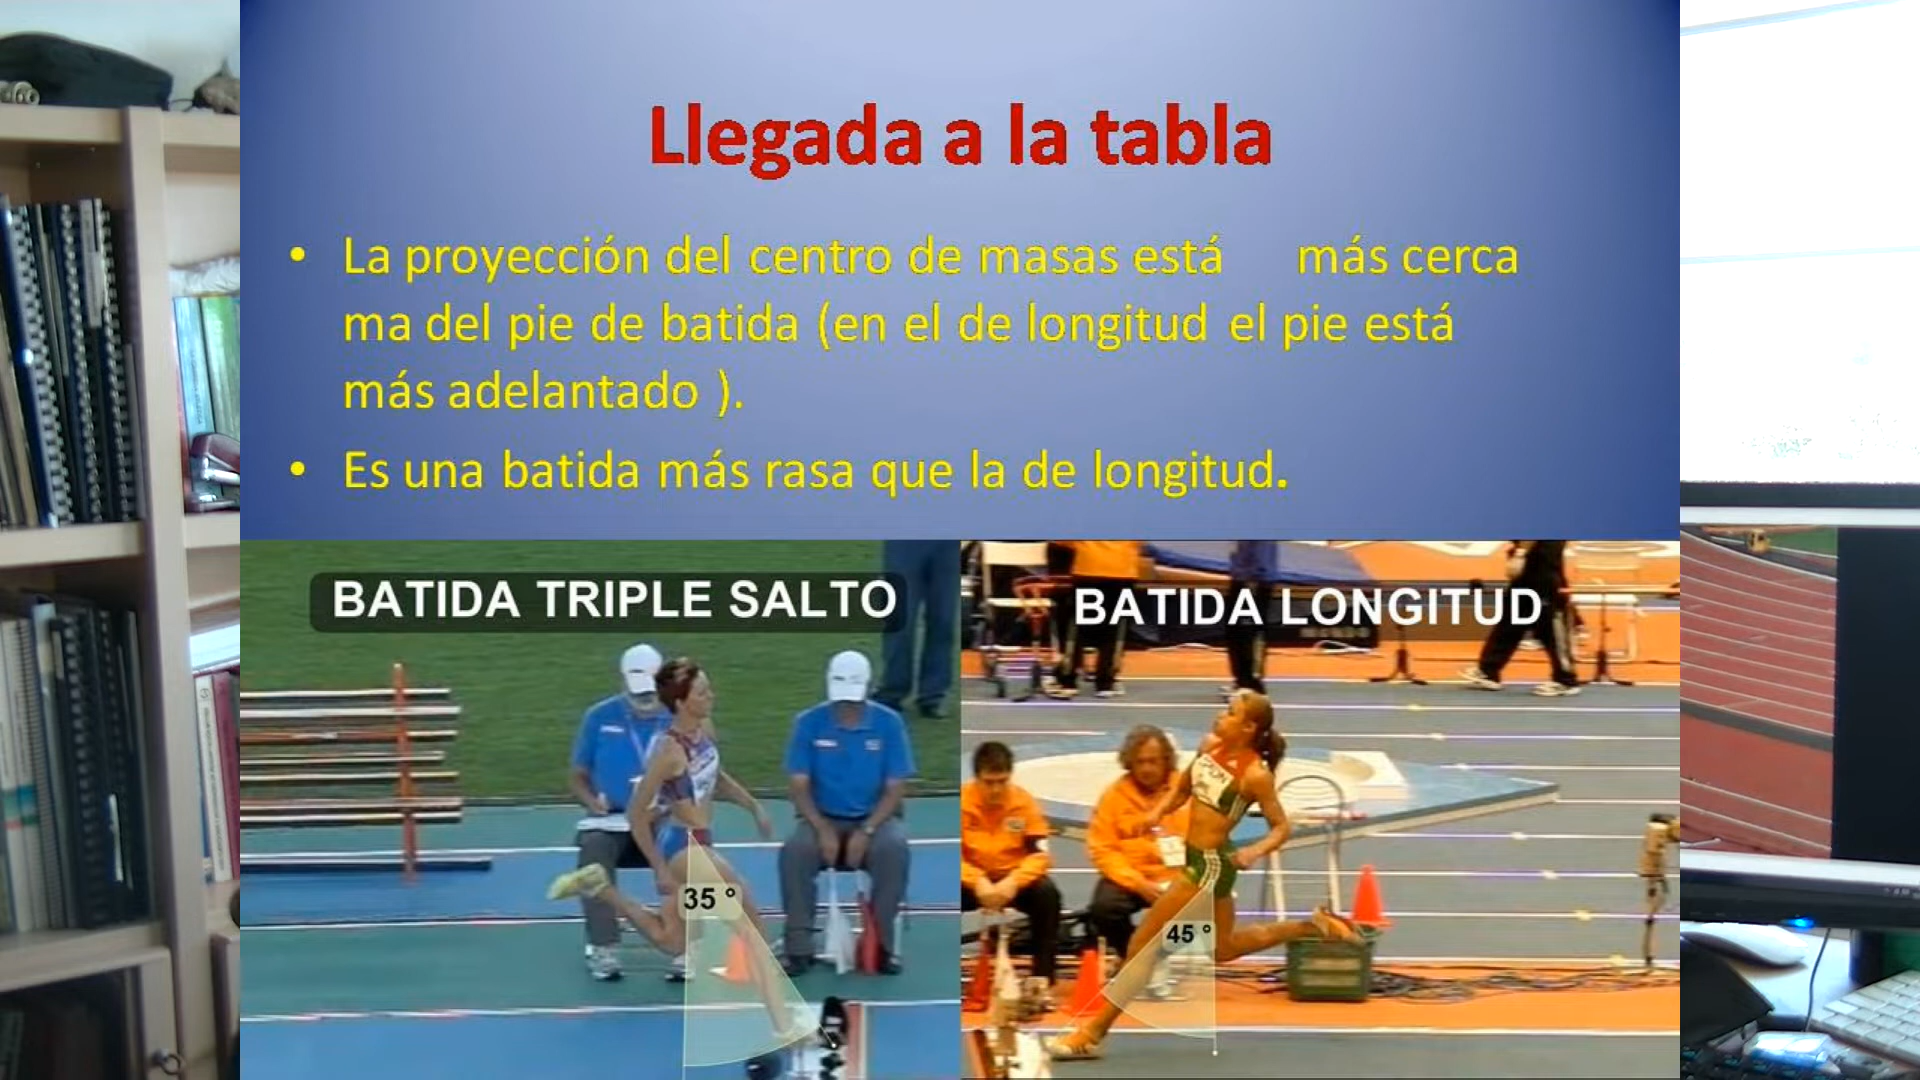 Llegada a la tabla
• La proyección del centro de masas está más cerca
ma del pie de batida (en el de longitud el pie está
más adelantado ).
• Es una batida más rasa que la de longitud.
BATIDA TRIPLE SALTO
BATIDA LONGITUD
35 °
45 °